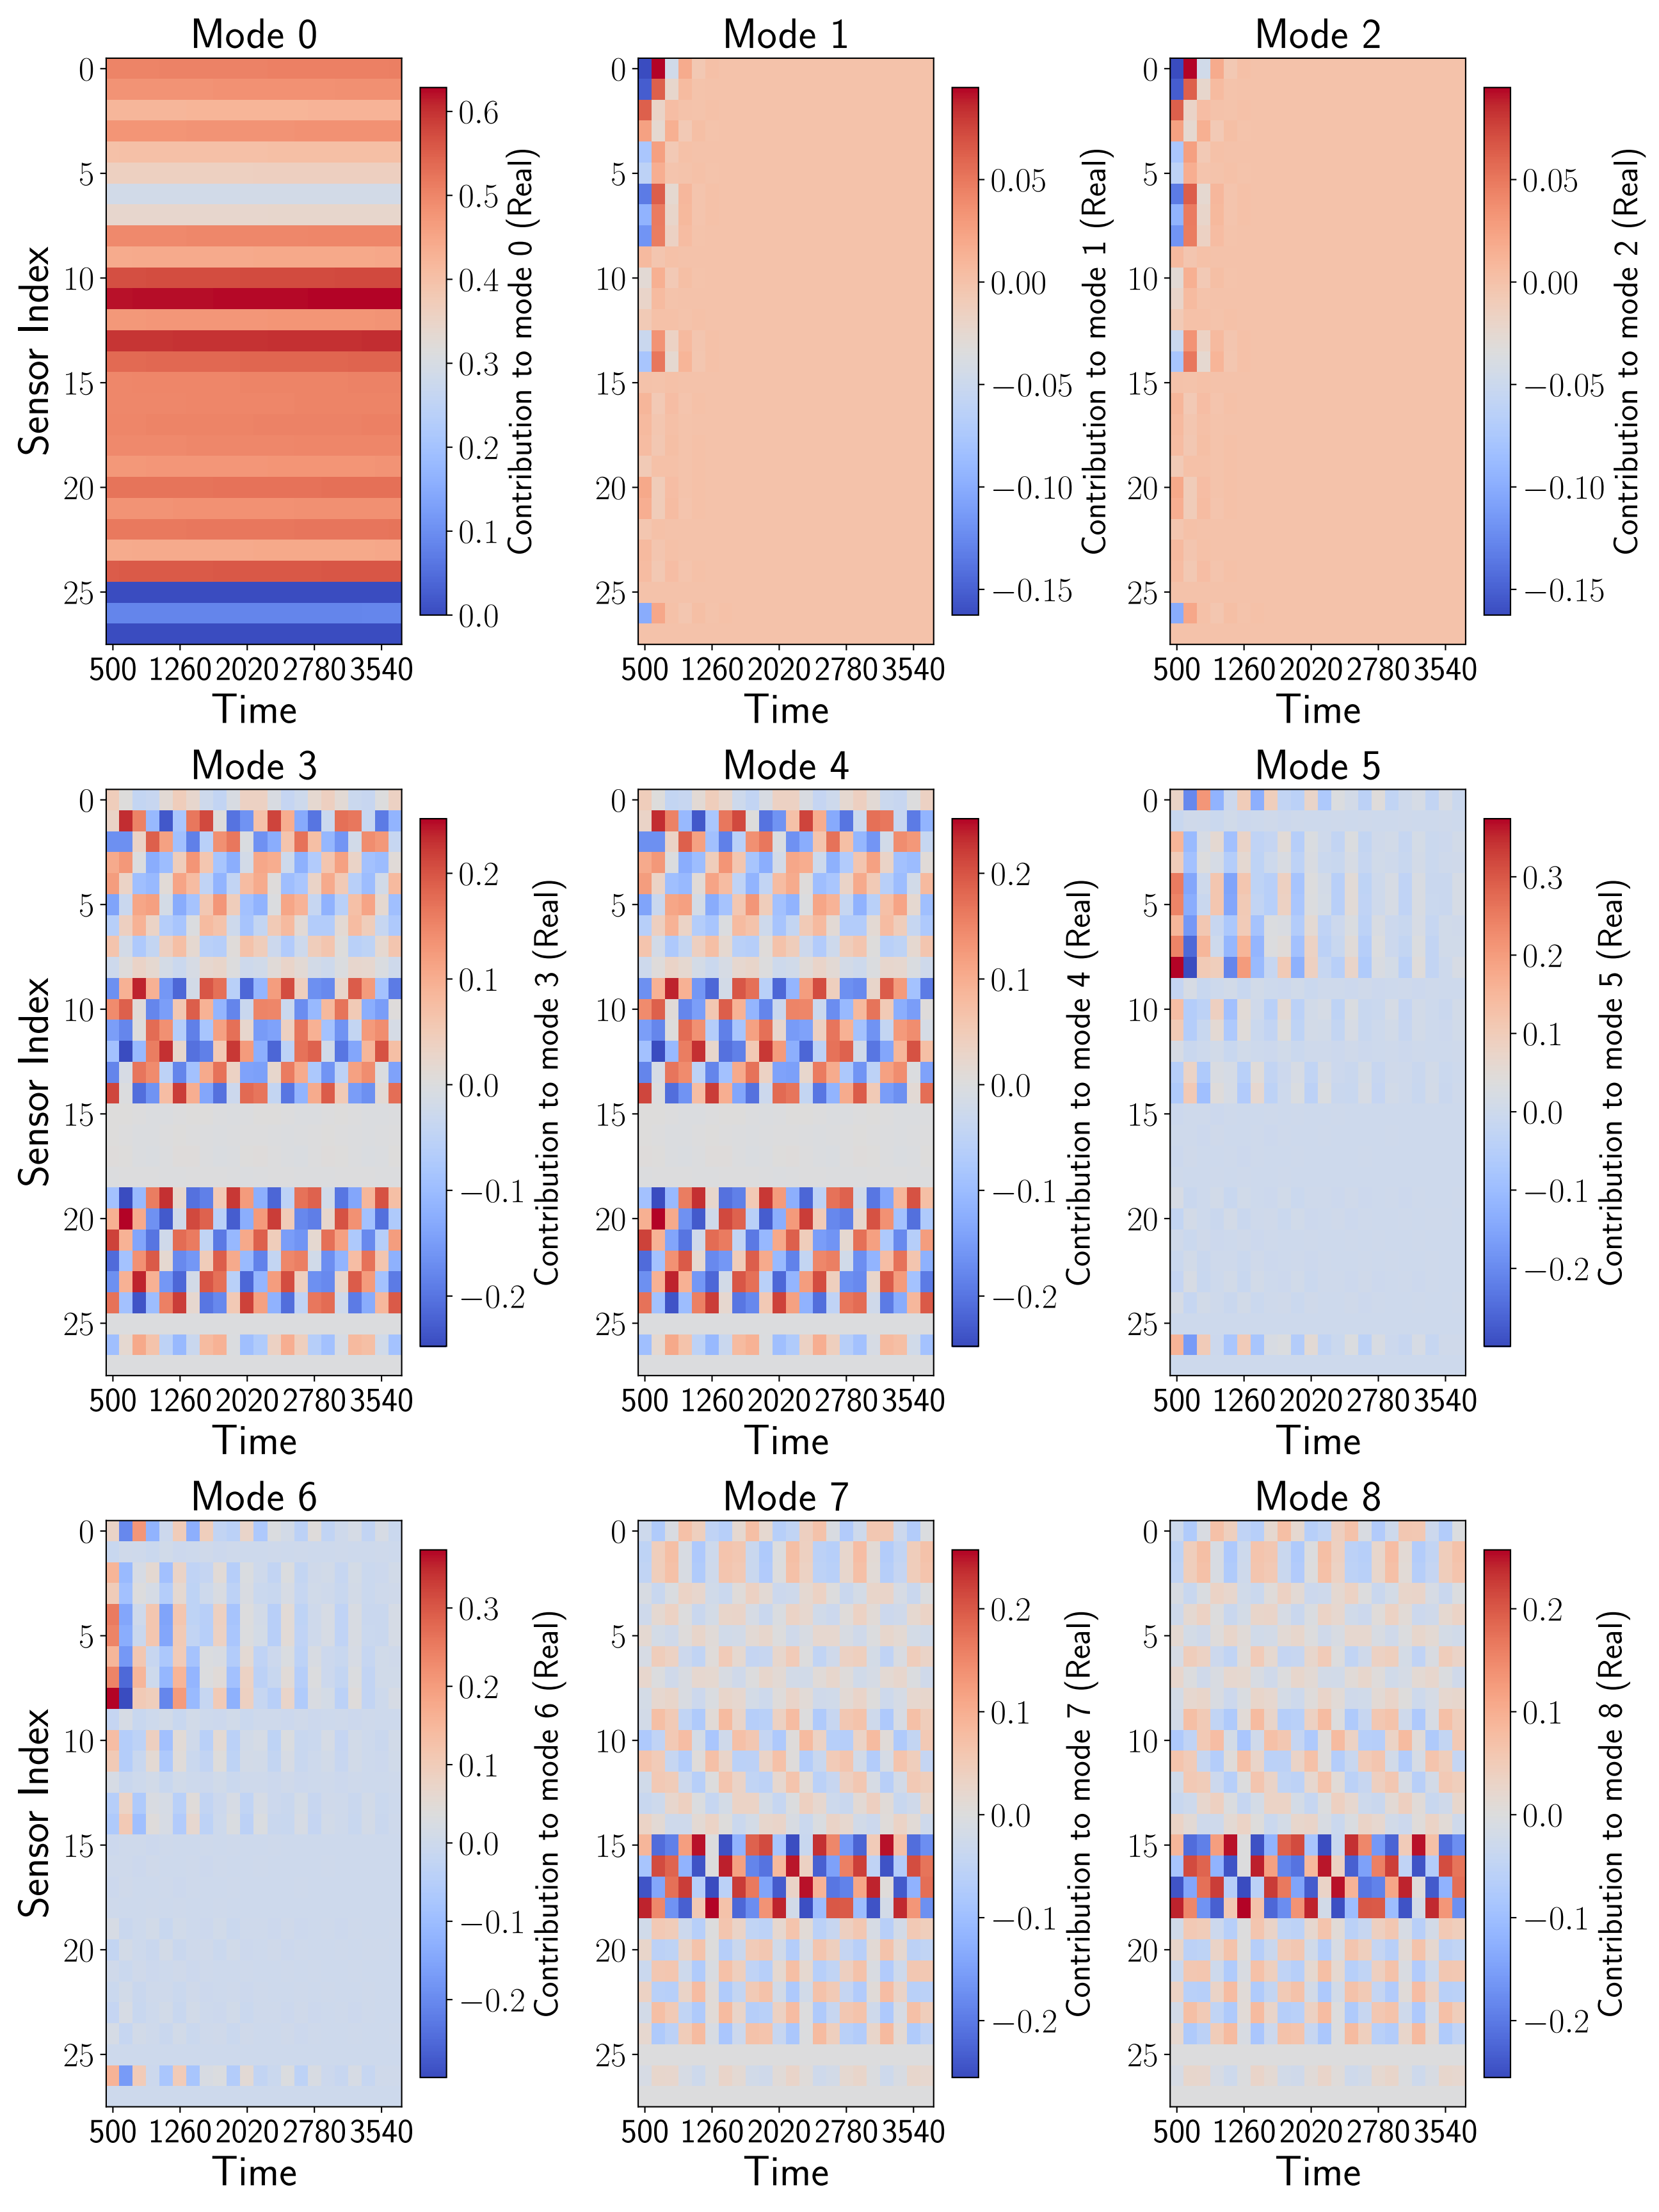 Mode 0
Sensor Index
0
5
10
15
20
25
500 1260 2020 2780 3540
Time
0.6
0.5
0.4
0.3
0.2
0.1
0.0
Contribution to mode 0 (Real)
Mode 1
0
5
10
15
20
25
500 1260 2020 2780 3540
Time
0.05
0.00
−0.05
−0.10
−0.15
Contribution to mode 1 (Real)
Mode 2
0
5
10
15
20
25
500 1260 2020 2780 3540
Time
0.05
0.00
−0.05
−0.10
−0.15
Contribution to mode 2 (Real)
Mode 3
Sensor Index
0
5
10
15
20
25
500 1260 2020 2780 3540
Time
0.2
0.1
0.0
−0.1
−0.2
Contribution to mode 3 (Real)
Mode 4
0
5
10
15
20
25
500 1260 2020 2780 3540
Time
0.2
0.1
0.0
−0.1
−0.2
Contribution to mode 4 (Real)
Mode 5
0
5
10
15
20
25
500 1260 2020 2780 3540
Time
0.3
0.2
0.1
0.0
−0.1
−0.2
Contribution to mode 5 (Real)
Mode 6
Sensor Index
0
5
10
15
20
25
500 1260 2020 2780 3540
Time
0.3
0.2
0.1
0.0
−0.1
−0.2
Contribution to mode 6 (Real)
Mode 7
0
5
10
15
20
25
500 1260 2020 2780 3540
Time
0.2
0.1
0.0
−0.1
−0.2
Contribution to mode 7 (Real)
Mode 8
0
5
10
15
20
25
500 1260 2020 2780 3540
Time
0.2
0.1
0.0
−0.1
−0.2
Contribution to mode 8 (Real)